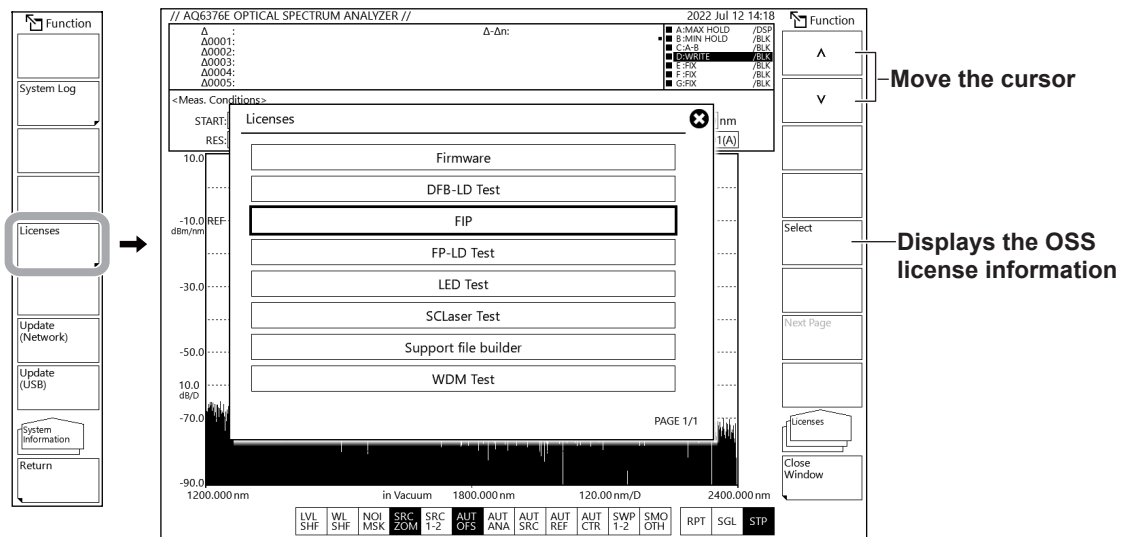 Function
System Log
Licenses
Update
(Network)
Update
(USB)
System
Information
Return
// AQ6376E OPTICAL SPECTRUM ANALYZER //
2022 Jul 12 14:18
Δ :
Δ0001:
Δ0002:
Δ0003:
Δ0004:
Δ0005:
Δ-Δn:
A:MAX HOLD /DSP
B:MIN HOLD /BLK
C:A-B /BLK
D:WRITE /BLK
E:FIX /BLK
F:FIX /BLK
G:FIX /BLK
<Meas. Conditions>
START:
nm
RES:
1(A)
Licenses
Firmware
DFB-LD Test
FIP
FP-LD Test
LED Test
SCLaser Test
Support file builder
WDM Test
PAGE 1/1
10.0
-10.0 REF
dBm/nm
-30.0
-50.0
10.0
dB/D
-70.0
-90.0
1200.000 nm
in Vacuum
1800.000 nm
120.00 nm/D
2400.000 nm
LVL SHF
WL SHF
NOI MSK
SRC ZOM
SRC 1-2
AUT OFS
AUT ANA
AUT SRC
AUT REF
AUT CTR
SWP 1-2
SMO OTH
RPT
SGL
STP
Function
Select
Next Page
Licenses
Close
Window
Move the cursor
Displays the OSS
license information